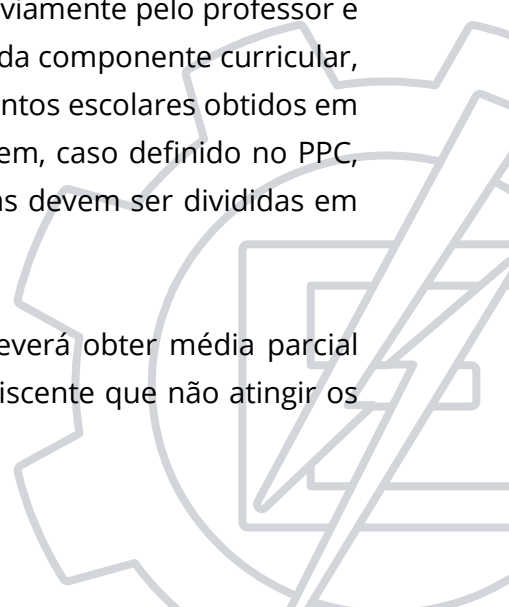 viamente pelo professor e
da componente curricular,
ntos escolares obtidos em
em, caso definido no PPC,
as devem ser divididas em
everá obter média parcial
iscente que não atingir os